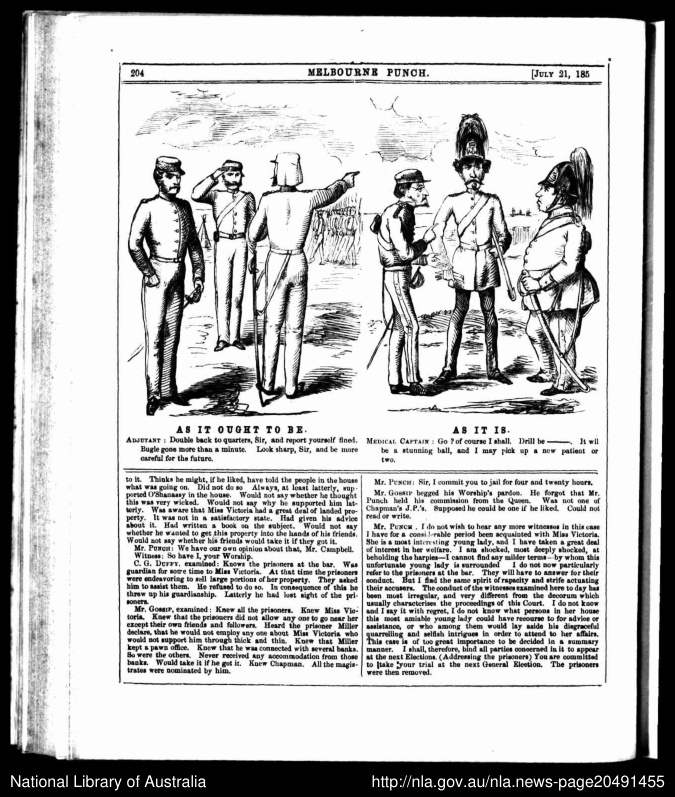 204
MELBOURNE PUNCH.
[JULY 21, 185
AS IT OUGHT TO BE.
ADJUTANT : Double back to quarters, Sir, and report yourself fined.
Bugle gone more than a minute. Look sharp, Sir, and be more
careful for the future.
AS IT IS.
MEDICAL CAPTAIN : Go ? of course I shall. Drill be ——. It wil
be a stunning ball, and I may pick up a new patient or
two.
to it. Thinks he might, if he liked, have told the people in the house
what was going on. Did not do so Always, at least latterly, sup-
ported O'Shanassy in the house. Would not say whether he thought
this was very wicked. Would not say why he supported him lat-
terly. Was aware that Miss Victoria had a great deal of landed pro-
perty. It was not in a satisfactory state. Had given his advice
about it. Had written a book on the subject. Would not say
whether he wanted to get this property into the hands of his friends.
Would not say whether his friends would take it if they got it.
Mr. PUNCH: We have our own opinion about that, Mr. Campbell.
Witness: So have I, your Worship.
C. G. DUFFY, examined: Knows the prisoners at the bar. Was
guardian for some time to Miss Victoria. At that time the prisoners
were endeavoring to sell large portions of her property. They asked
him to assist them. He refused to do so. In consequence of this he
threw up his guardianship. Latterly he had lost sight of the pri-
soners.
Mr. GOSSIP, examined: Knew all the prisoners. Knew Miss Vic-
toria. Knew that the prisoners did not allow any one to go near her
except their own friends and followers. Heard the prisoner Miller
declare, that he would not employ any one about Miss Victoria who
would not support him through thick and thin. Knew that Miller
kept a pawn office. Knew that he was connected with several banks.
So were the others. Never received any accommodation from those
banks. Would take it if he got it. Knew Chapman. All the magis-
trates were nominated by him.
Mr. PUNCH: Sir, I commit you to jail for four and twenty hours.
Mr. GOSSIP begged his Worship's pardon. He forgot that Mr.
Punch held his commission from the Queen. Was not one of
Chapman's J.P.'s. Supposed he could be one if he liked. Could not
read or write.
Mr. PUNCH . I do not wish to hear any more witnesses in this case
I have for a considerable period been acquainted with Miss Victoria.
She is a most interesting young lady, and I have taken a great deal
of interest in her welfare. I am shocked, most deeply shocked, at
beholding the harpies—I cannot find any milder terms—by whom this
unfortunate young lady is surrounded I do not now particularly
refer to the prisoners at the bar. They will have to answer for their
conduct. But I find the same spirit of rapacity and strife actuating
their accusers. The conduct of the witnesses examined here to day has
been most irregular, and very different from the decorum which
usually characterises the proceedings of this Court. I do not know
and I say it with regret, I do not know what persons in her house
this most amiable young lady could have recourse to for advice or
assistance, or who among them would lay aside his disgraceful
quarrelling and selfish intrigues in order to attend to her affairs.
This case is of too great importance to be decided in a summary
manner. I shall, therefore, bind all parties concerned in it to appear
at the next Elections. (Addressing the prisoners) You are committed
to take your trial at the next General Election. The prisoners
were then removed.
National Library of Australia
http://nla.gov.au/nla.news-page20491455